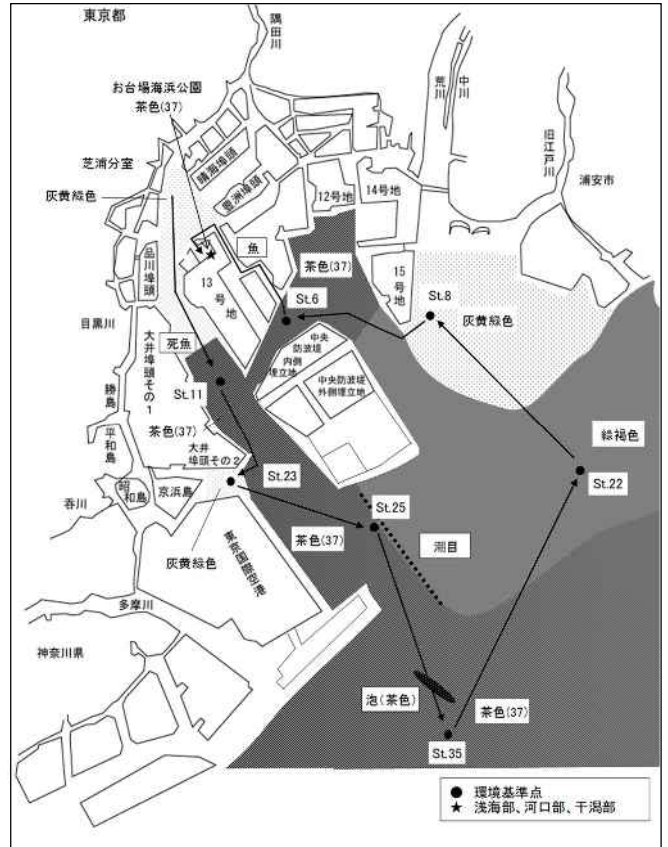 東京都
隅田川
お台場海浜公園
茶色(37)
荒川
中川
旧江戸川
芝浦分室
晴海埠頭
豊洲埠頭
12号地
14号地
浦安市
灰黄緑色
品川埠頭
魚
茶色(37)
15号地
13号地
St.6
St.8
灰黄緑色
目黒川
死魚
中央防波堤内側埋立地
大井埠頭その1
St.11
中央防波堤外側埋立地
勝島
茶色(37)
緑褐色
平和島
大井埠頭その2
St.23
St.22
昭和島
京浜島
St.25
呑川
茶色(37)
潮目
灰黄緑色
東京国際空港
多摩川
神奈川県
泡(茶色)
茶色(37)
St.35
環境基準点
浅海部、河口部、干潟部